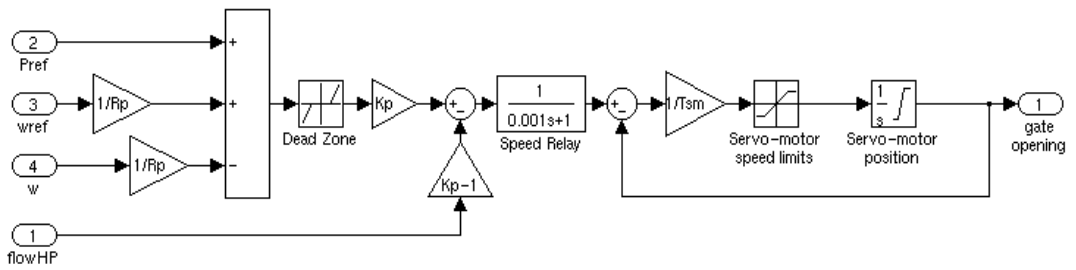 2
Pref
+
3
wref
1/Rp
+
4
w
1/Rp
−
Dead Zone
Kp
+
−
Kp−1
1
flowHP
1
0.001s+1
Speed Relay
+
−
1/Tsm
Servo−motor
speed limits
1
s
Servo−motor
position
1
gate
opening